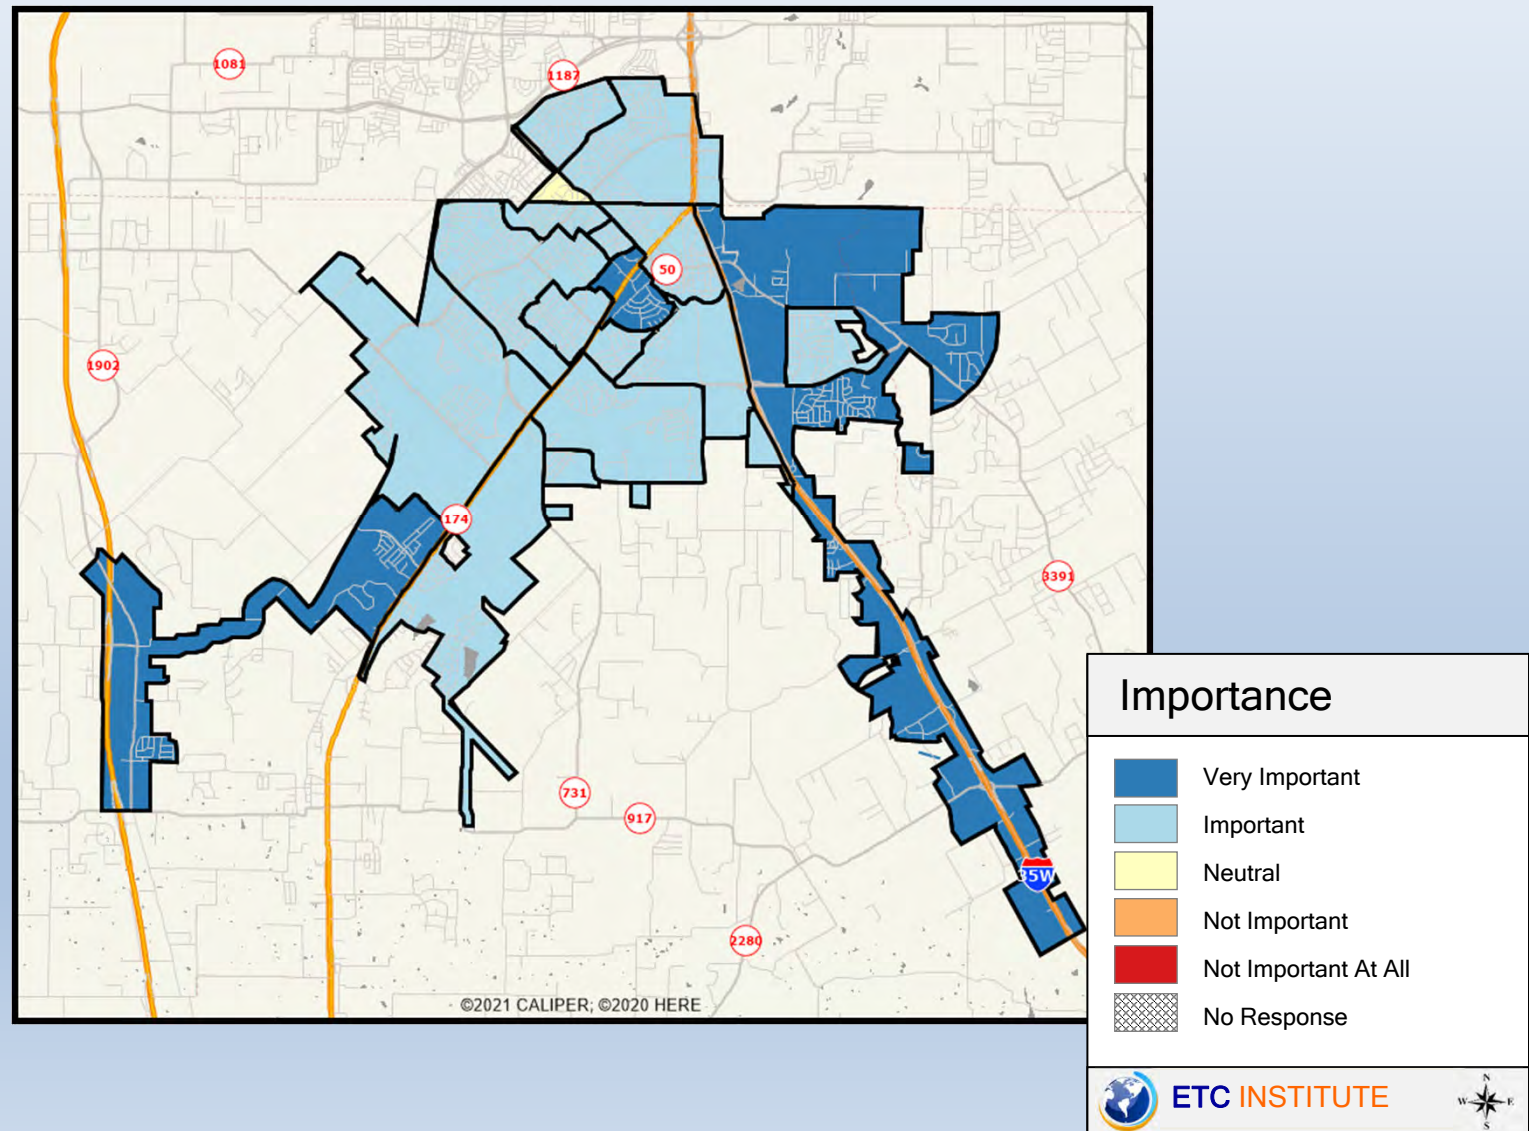 1081
1187
50
1902
174
3391
731
917
35W
2280
©2021 CALIPER; ©2020 HERE
Importance
Very Important
Important
Neutral
Not Important
Not Important At All
No Response
ETC INSTITUTE
N
W E
S